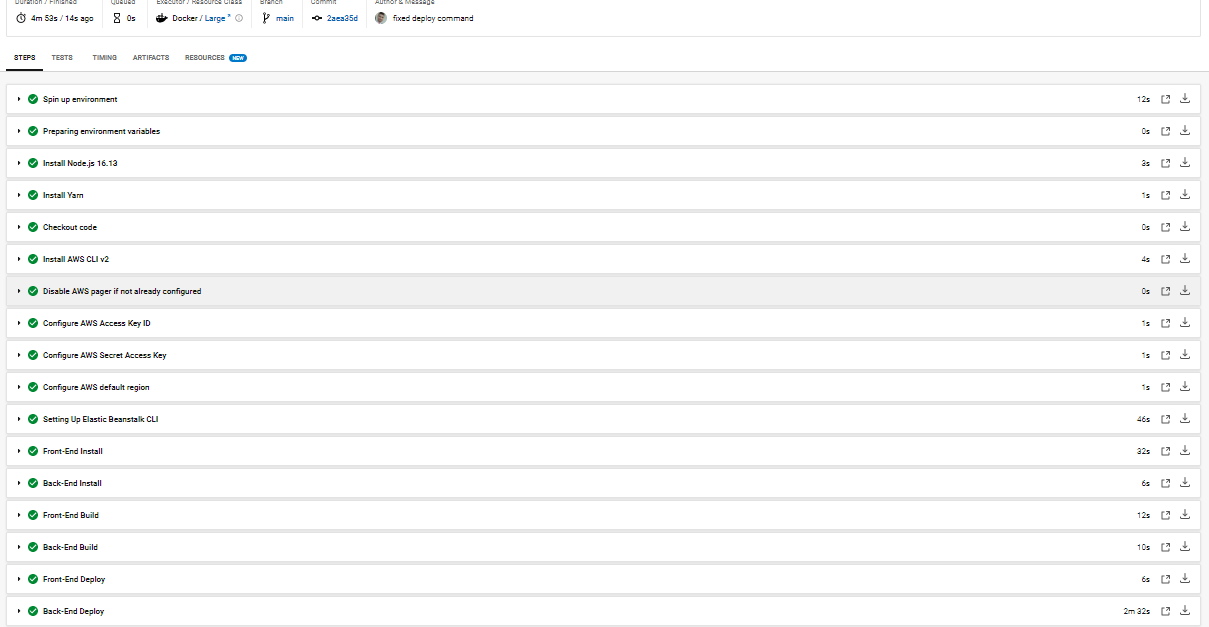 Duration / Finished Queued Executor / Resource Class Branch Commit Author & Message
4m 53s / 14s ago 0s Docker / Large main 2aea35d fixed deploy command
STEPS TESTS TIMING ARTIFACTS RESOURCES NEW
Spin up environment 12s
Preparing environment variables 0s
Install Node.js 16.13 3s
Install Yarn 1s
Checkout code 0s
Install AWS CLI v2 4s
Disable AWS pager if not already configured 0s
Configure AWS Access Key ID 1s
Configure AWS Secret Access Key 1s
Configure AWS default region 1s
Setting Up Elastic Beanstalk CLI 46s
Front-End Install 32s
Back-End Install 6s
Front-End Build 12s
Back-End Build 10s
Front-End Deploy 6s
Back-End Deploy 2m 32s